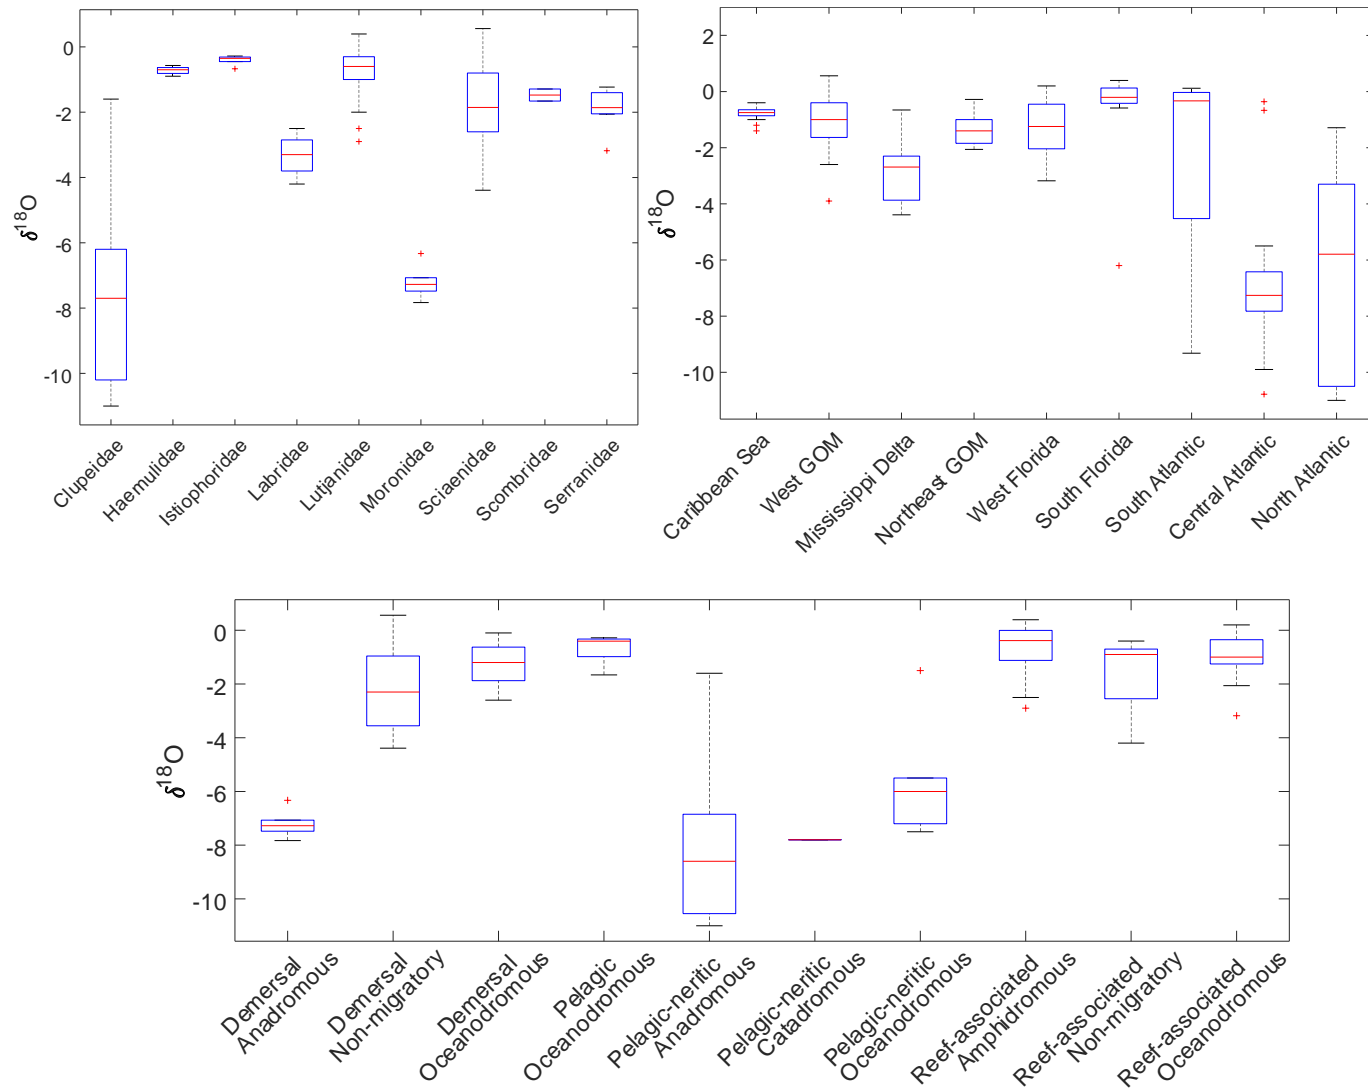 0
-2
-4
-6
-8
-10
δ18O
Clupeidae
Haemulidae
Istiophoridae
Labridae
Lutjanidae
Moronidae
Sciaenidae
Scombridae
Serranidae
2
0
-2
-4
-6
-8
-10
δ18O
Caribbean Sea
West GOM
Mississippi Delta
Northeast GOM
West Florida
South Florida
South Atlantic
Central Atlantic
North Atlantic
0
-2
-4
-6
-8
-10
δ18O
Demersal
Anadromous
Demersal
Non-migratory
Demersal
Oceanodromous
Pelagic
Oceanodromous
Pelagic-neritic
Anadromous
Pelagic-neritic
Catadromous
Pelagic-neritic
Oceanodromous
Reef-associated
Amphidromous
Reef-associated
Non-migratory
Reef-associated
Oceanodromous